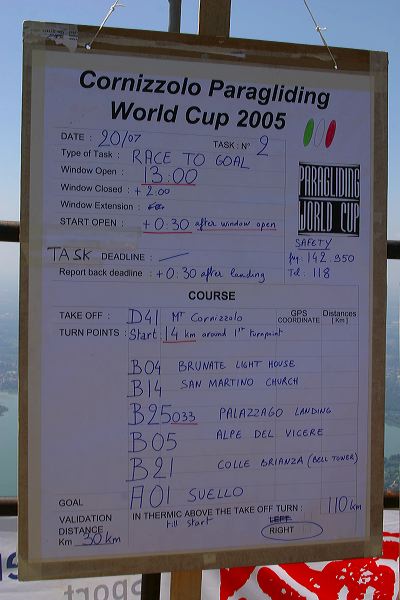 Cornizzolo Paragliding
World Cup 2005
DATE : 20/07 TASK : N° 2
Type of Task : RACE TO GOAL
Window Open : 13:00
Window Closed : + 2:00
Window Extension :
START OPEN : +0:30 after window open
PARAGLIDING
WORLD CUP
SAFETY
TASK DEADLINE :
fxq: 142.950
Report back deadline : +0:30 after landing
Tel: 118
COURSE
TAKE OFF : D41 MT Cornizzolo GPS COORDINATE Distances [ Km ]
TURN POINTS : Start 14 km around 1st turnpoint
B04 BRUNATE LIGHT HOUSE
B14 SAN MARTINO CHURCH
B25033 PALAZZAGO LANDING
B05 ALPE DEL VICERE
B21 COLLE BRIANZA (BELL TOWER)
GOAL A01 SUELLO
VALIDATION DISTANCE Km 30 km
IN THERMIC ABOVE THE TAKE OFF TURN : 110 km
till start
LEFT
RIGHT
port